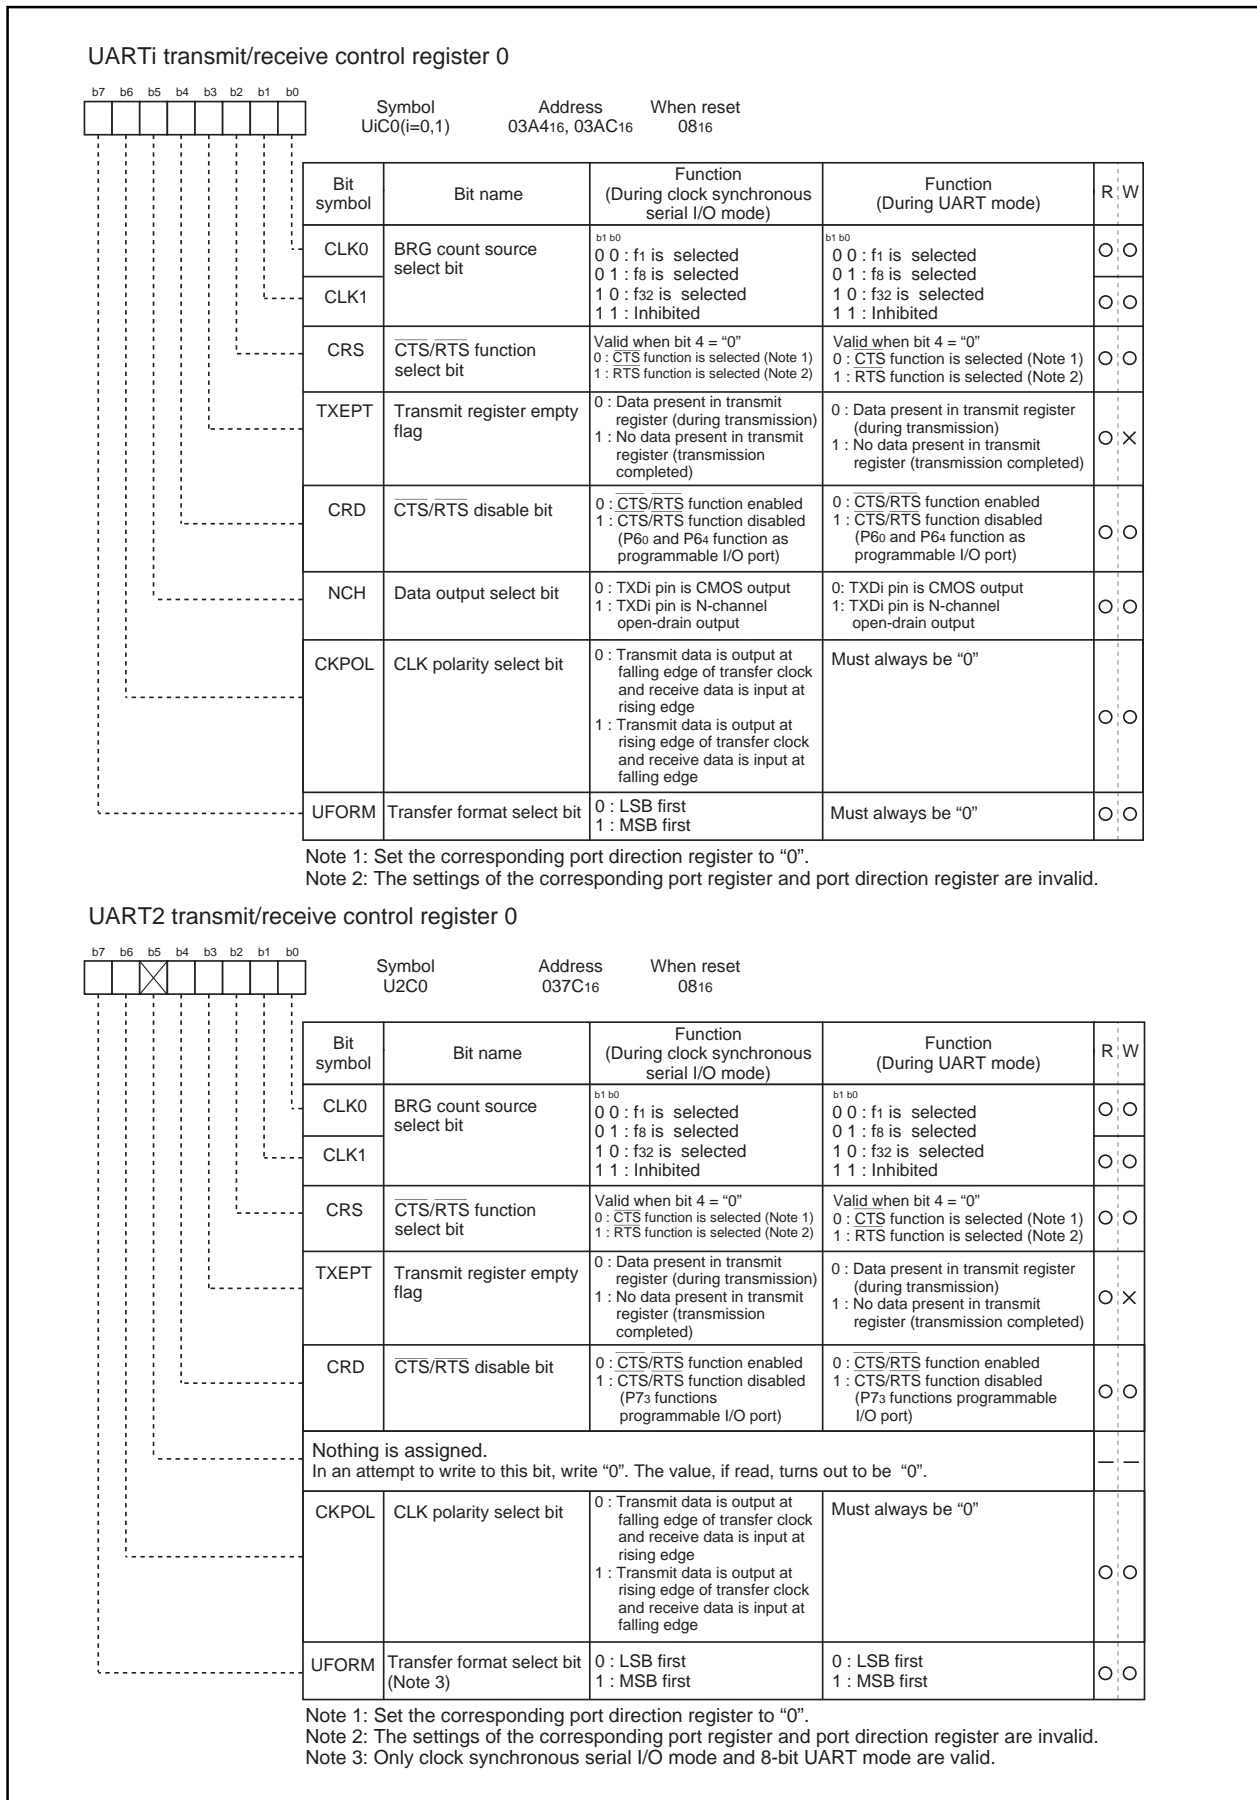 UARTi transmit/receive control register 0
b7 b6 b5 b4 b3 b2 b1 b0
Symbol Address When reset
UiC0(i=0,1) 03A416, 03AC16 0816
Bit symbol Bit name Function (During clock synchronous serial I/O mode) Function (During UART mode) R W
CLK0 BRG count source select bit
CLK1
b1 b0
0 0 : f1 is selected
0 1 : f8 is selected
1 0 : f32 is selected
1 1 : Inhibited
b1 b0
0 0 : f1 is selected
0 1 : f8 is selected
1 0 : f32 is selected
1 1 : Inhibited
CRS CTS/RTS function select bit
Valid when bit 4 = “0”
0 : CTS function is selected (Note 1)
1 : RTS function is selected (Note 2)
Valid when bit 4 = “0”
0 : CTS function is selected (Note 1)
1 : RTS function is selected (Note 2)
TXEPT Transmit register empty flag
0 : Data present in transmit
register (during transmission)
1 : No data present in transmit
register (transmission
completed)
0 : Data present in transmit register
(during transmission)
1 : No data present in transmit
register (transmission completed)
CRD CTS/RTS disable bit
0 : CTS/RTS function enabled
1 : CTS/RTS function disabled
(P60 and P64 function as
programmable I/O port)
0 : CTS/RTS function enabled
1 : CTS/RTS function disabled
(P60 and P64 function as
programmable I/O port)
NCH Data output select bit
0 : TXDi pin is CMOS output
1 : TXDi pin is N-channel
open-drain output
0: TXDi pin is CMOS output
1: TXDi pin is N-channel
open-drain output
CKPOL CLK polarity select bit
0 : Transmit data is output at
falling edge of transfer clock
and receive data is input at
rising edge
1 : Transmit data is output at
rising edge of transfer clock
and receive data is input at
falling edge
Must always be “0”
UFORM Transfer format select bit
0 : LSB first
1 : MSB first
Must always be “0”
Note 1: Set the corresponding port direction register to “0”.
Note 2: The settings of the corresponding port register and port direction register are invalid.
UART2 transmit/receive control register 0
b7 b6 b5 b4 b3 b2 b1 b0
Symbol Address When reset
U2C0 037C16 0816
Bit symbol Bit name Function (During clock synchronous serial I/O mode) Function (During UART mode) R W
CLK0 BRG count source select bit
CLK1
b1 b0
0 0 : f1 is selected
0 1 : f8 is selected
1 0 : f32 is selected
1 1 : Inhibited
b1 b0
0 0 : f1 is selected
0 1 : f8 is selected
1 0 : f32 is selected
1 1 : Inhibited
CRS CTS/RTS function select bit
Valid when bit 4 = “0”
0 : CTS function is selected (Note 1)
1 : RTS function is selected (Note 2)
Valid when bit 4 = “0”
0 : CTS function is selected (Note 1)
1 : RTS function is selected (Note 2)
TXEPT Transmit register empty flag
0 : Data present in transmit
register (during transmission)
1 : No data present in transmit
register (transmission
completed)
0 : Data present in transmit register
(during transmission)
1 : No data present in transmit
register (transmission completed)
CRD CTS/RTS disable bit
0 : CTS/RTS function enabled
1 : CTS/RTS function disabled
(P73 functions
programmable I/O port)
0 : CTS/RTS function enabled
1 : CTS/RTS function disabled
(P73 functions programmable
I/O port)
Nothing is assigned.
In an attempt to write to this bit, write “0”. The value, if read, turns out to be “0”.
CKPOL CLK polarity select bit
0 : Transmit data is output at
falling edge of transfer clock
and receive data is input at
rising edge
1 : Transmit data is output at
rising edge of transfer clock
and receive data is input at
falling edge
Must always be “0”
UFORM Transfer format select bit (Note 3)
0 : LSB first
1 : MSB first
0 : LSB first
1 : MSB first
Note 1: Set the corresponding port direction register to “0”.
Note 2: The settings of the corresponding port register and port direction register are invalid.
Note 3: Only clock synchronous serial I/O mode and 8-bit UART mode are valid.